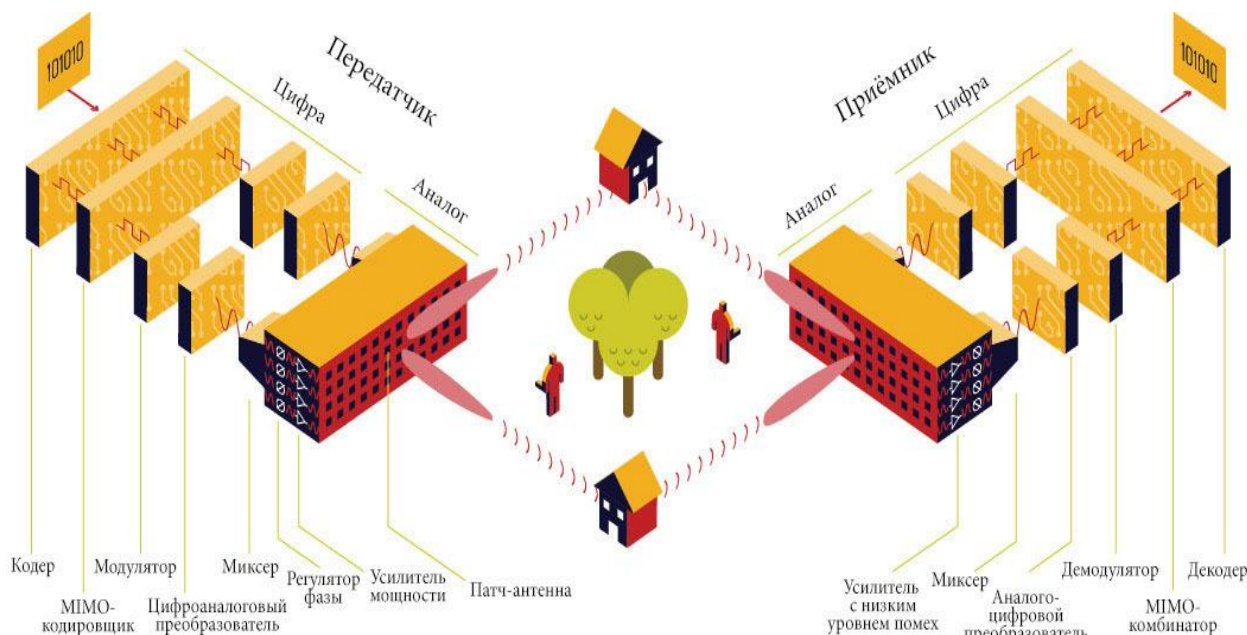 101010
Передатчик
Цифра
Аналог
Приёмник
Цифра
Аналог
101010
Кодер
MIMO-
кодировщик
Модулятор
Цифроаналоговый
преобразователь
Миксер
Регулятор
фазы
Усилитель
мощности
Патч-антенна
Усилитель
с низким
уровнем помех
Миксер
Аналого-
цифровой
преобразователь
Демодулятор
MIMO-
комбинатор
Декодер